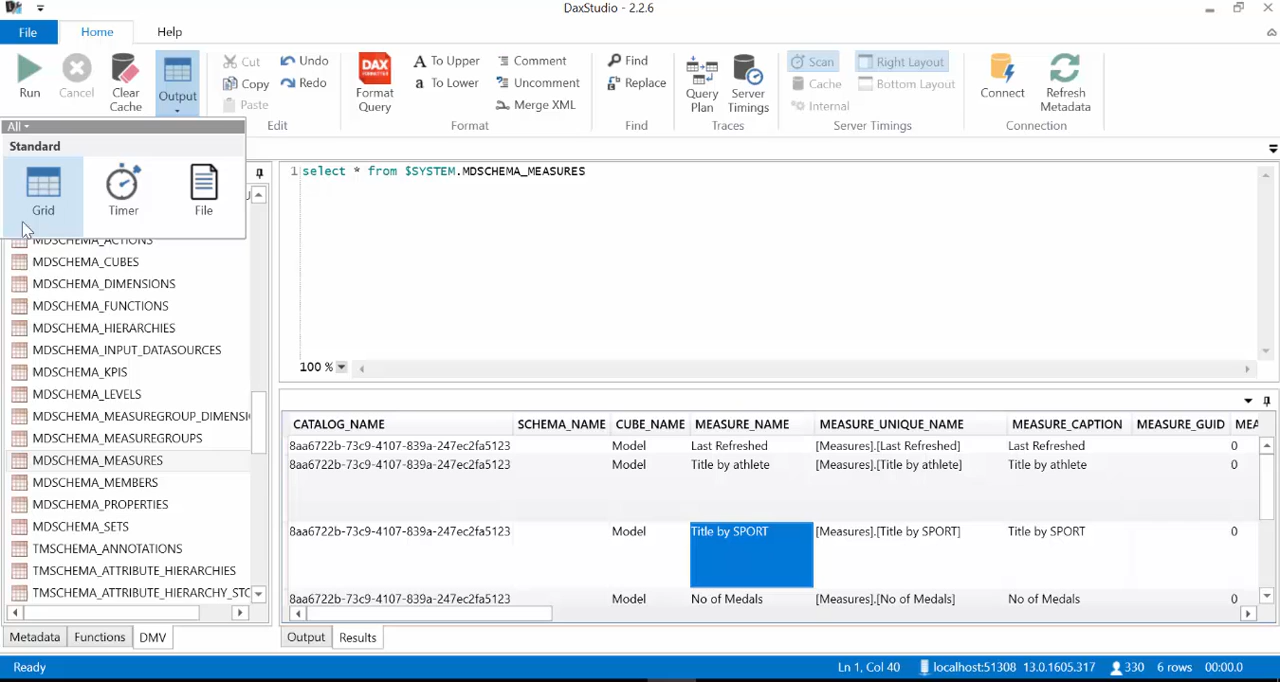 DaxStudio - 2.2.6
File
Home
Help
Run
Cancel
Clear Cache
Output
Cut
Copy
Paste
Undo
Redo
Edit
DAX FORMATTER
Format Query
To Upper
To Lower
Comment
Uncomment
Merge XML
Format
Find
Replace
Find
Query Plan
Server Timings
Traces
Scan
Cache
Internal
Right Layout
Bottom Layout
Server Timings
Connect
Refresh Metadata
Connection
All
Standard
Grid
Timer
File
MDSCHEMA_ACTIONS
MDSCHEMA_CUBES
MDSCHEMA_DIMENSIONS
MDSCHEMA_FUNCTIONS
MDSCHEMA_HIERARCHIES
MDSCHEMA_INPUT_DATASOURCES
MDSCHEMA_KPIS
MDSCHEMA_LEVELS
MDSCHEMA_MEASUREGROUP_DIMENSI
MDSCHEMA_MEASUREGROUPS
MDSCHEMA_MEASURES
MDSCHEMA_MEMBERS
MDSCHEMA_PROPERTIES
MDSCHEMA_SETS
TMSCHEMA_ANNOTATIONS
TMSCHEMA_ATTRIBUTE_HIERARCHIES
TMSCHEMA_ATTRIBUTE_HIERARCHY_STO
Metadata Functions DMV
1 select * from $SYSTEM.MDSCHEMA_MEASURES
100 %
CATALOG_NAME SCHEMA_NAME CUBE_NAME MEASURE_NAME MEASURE_UNIQUE_NAME MEASURE_CAPTION MEASURE_GUID MEA
8aa6722b-73c9-4107-839a-247ec2fa5123 Model Last Refreshed [Measures].[Last Refreshed] Last Refreshed 0
8aa6722b-73c9-4107-839a-247ec2fa5123 Model Title by athlete [Measures].[Title by athlete] Title by athlete 0
8aa6722b-73c9-4107-839a-247ec2fa5123 Model Title by SPORT [Measures].[Title by SPORT] Title by SPORT 0
8aa6722b-73c9-4107-839a-247ec2fa5123 Model No of Medals [Measures].[No of Medals] No of Medals 0
Output Results
Ready Ln 1, Col 40 localhost:51308 13.0.1605.317 330 6 rows 00:00.0